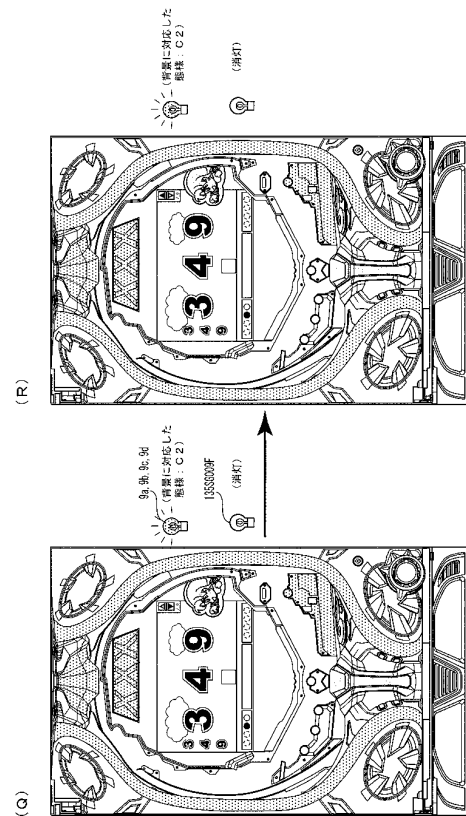 (Q)
9a, 9b, 9c, 9d
(背景に対応した
態様:C2)
135SG009F
(消灯)
3 4 9
3 4 9
(R)
(背景に対応した
態様:C2)
(消灯)
3 4 9
3 4 9